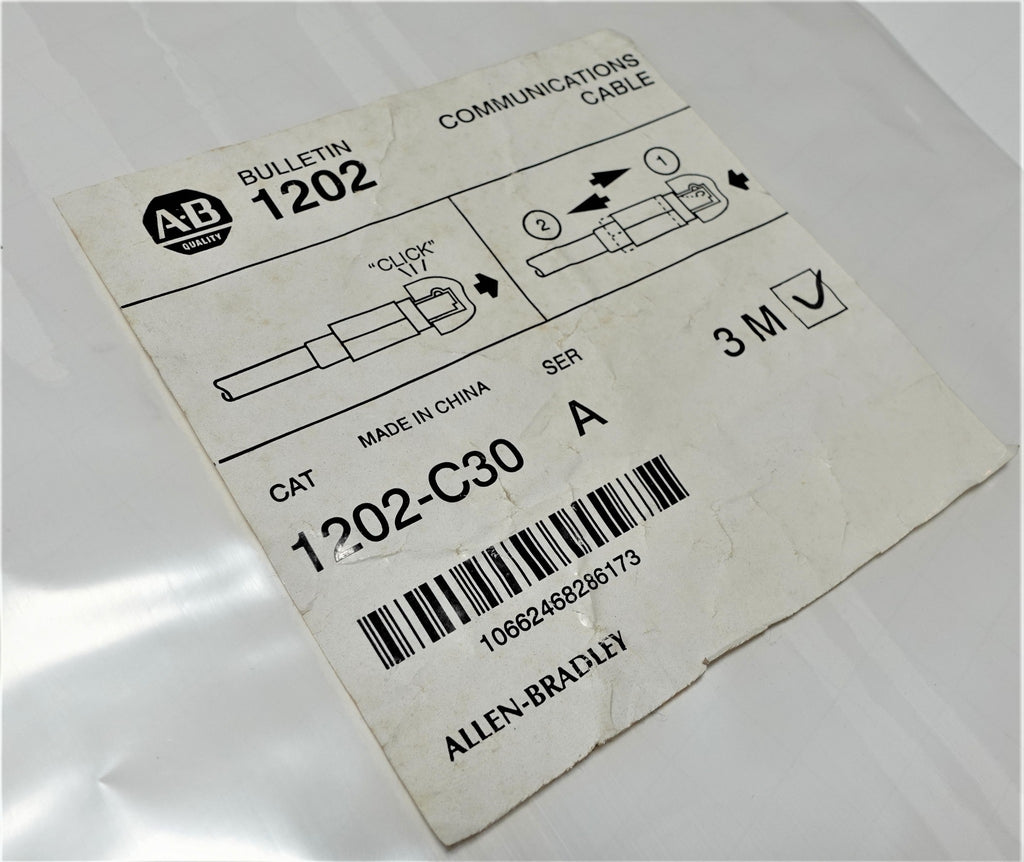 A·B
QUALITY
BULLETIN
1202
COMMUNICATIONS
CABLE
"CLICK"
1
2
3 M
MADE IN CHINA
SER
CAT
1202-C30
A
10662468286173
ALLEN-BRADLEY